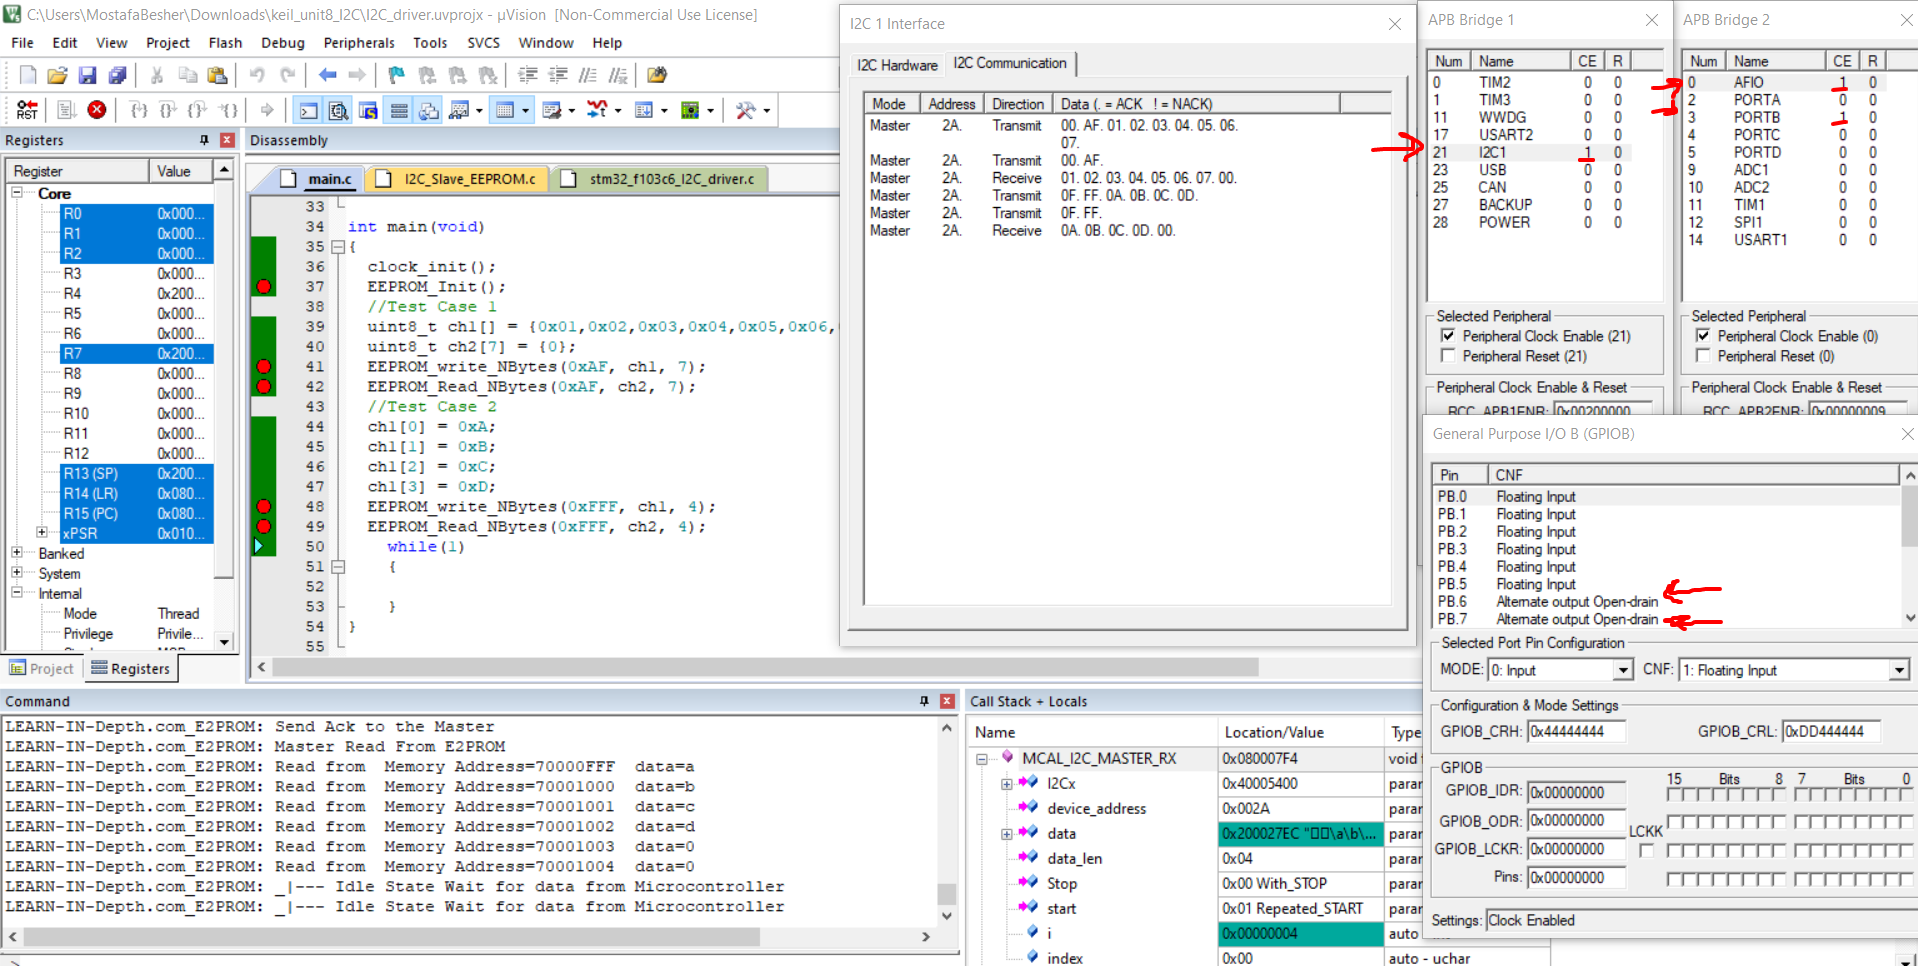 C:\Users\MostafaBesher\Downloads\keil_unit8_I2C\I2C_driver.uvprojx - µVision  [Non-Commercial Use License]
File Edit View Project Flash Debug Peripherals Tools SVCS Window Help
RST
Registers
Register Value
Core
R0 0x000...
R1 0x000...
R2 0x000...
R3 0x000...
R4 0x200...
R5 0x000...
R6 0x000...
R7 0x200...
R8 0x000...
R9 0x000...
R10 0x000...
R11 0x000...
R12 0x000...
R13 (SP) 0x200...
R14 (LR) 0x080...
R15 (PC) 0x080...
xPSR 0x010...
Banked
System
Internal
Mode Thread
Privilege Privile...
Project Registers
Disassembly
main.c I2C_Slave_EEPROM.c stm32_f103c6_I2C_driver.c
33
34 int main(void)
35 {
36 clock_init();
37 EEPROM_Init();
38 //Test Case 1
39 uint8_t ch1[] = {0x01,0x02,0x03,0x04,0x05,0x06,
40 uint8_t ch2[7] = {0};
41 EEPROM_write_NBytes(0xAF, ch1, 7);
42 EEPROM_Read_NBytes(0xAF, ch2, 7);
43 //Test Case 2
44 ch1[0] = 0xA;
45 ch1[1] = 0xB;
46 ch1[2] = 0xC;
47 ch1[3] = 0xD;
48 EEPROM_write_NBytes(0xFFF, ch1, 4);
49 EEPROM_Read_NBytes(0xFFF, ch2, 4);
50 while(1)
51 {
52
53 }
54 }
55
I2C 1 Interface
I2C Hardware I2C Communication
Mode Address Direction Data (. = ACK  ! = NACK)
Master 2A. Transmit 00. AF. 01. 02. 03. 04. 05. 06.
07.
Master 2A. Transmit 00. AF.
Master 2A. Receive 01. 02. 03. 04. 05. 06. 07. 00.
Master 2A. Transmit 0F. FF. 0A. 0B. 0C. 0D.
Master 2A. Transmit 0F. FF.
Master 2A. Receive 0A. 0B. 0C. 0D. 00.
APB Bridge 1
Num Name CE R
0 TIM2 0 0
1 TIM3 0 0
11 WWDG 0 0
17 USART2 0 0
21 I2C1 1 0
23 USB 0 0
25 CAN 0 0
27 BACKUP 0 0
28 POWER 0 0
Selected Peripheral
Peripheral Clock Enable (21)
Peripheral Reset (21)
Peripheral Clock Enable & Reset
RCC_APB1ENR: 0x00200000
APB Bridge 2
Num Name CE R
0 AFIO 1 0
2 PORTA 0 0
3 PORTB 1 0
4 PORTC 0 0
5 PORTD 0 0
9 ADC1 0 0
10 ADC2 0 0
11 TIM1 0 0
12 SPI1 0 0
14 USART1 0 0
Selected Peripheral
Peripheral Clock Enable (0)
Peripheral Reset (0)
Peripheral Clock Enable & Reset
RCC_APB2ENR: 0x00000009
General Purpose I/O B (GPIOB)
Pin CNF
PB.0 Floating Input
PB.1 Floating Input
PB.2 Floating Input
PB.3 Floating Input
PB.4 Floating Input
PB.5 Floating Input
PB.6 Alternate output Open-drain
PB.7 Alternate output Open-drain
Selected Port Pin Configuration
MODE: 0: Input CNF: 1: Floating Input
Configuration & Mode Settings
GPIOB_CRH: 0x44444444 GPIOB_CRL: 0xDD444444
GPIOB
15 Bits 8 7 Bits 0
GPIOB_IDR: 0x00000000
GPIOB_ODR: 0x00000000
LCKK
GPIOB_LCKR: 0x00000000
Pins: 0x00000000
Settings: Clock Enabled
Command
LEARN-IN-Depth.com_E2PROM: Send Ack to the Master
LEARN-IN-Depth.com_E2PROM: Master Read From E2PROM
LEARN-IN-Depth.com_E2PROM: Read from  Memory Address=70000FFF  data=a
LEARN-IN-Depth.com_E2PROM: Read from  Memory Address=70001000  data=b
LEARN-IN-Depth.com_E2PROM: Read from  Memory Address=70001001  data=c
LEARN-IN-Depth.com_E2PROM: Read from  Memory Address=70001002  data=d
LEARN-IN-Depth.com_E2PROM: Read from  Memory Address=70001003  data=0
LEARN-IN-Depth.com_E2PROM: Read from  Memory Address=70001004  data=0
LEARN-IN-Depth.com_E2PROM: _|--- Idle State Wait for data from Microcontroller
LEARN-IN-Depth.com_E2PROM: _|--- Idle State Wait for data from Microcontroller
Call Stack + Locals
Name Location/Value Type
MCAL_I2C_MASTER_RX 0x080007F4 void
I2Cx 0x40005400 parar
device_address 0x002A parar
data 0x200027EC "□□\a\b\... parar
data_len 0x04 parar
Stop 0x00 With_STOP parar
start 0x01 Repeated_START parar
i 0x00000004 auto
index 0x00 auto - uchar